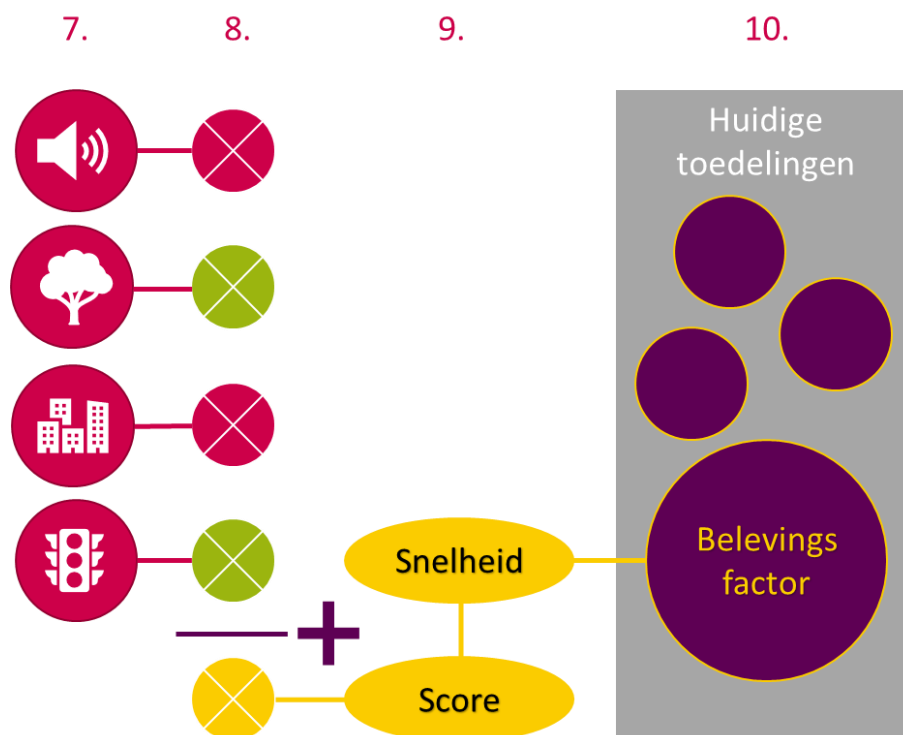 7. 8. 9. 10.
Huidige
toedelingen
Snelheid
Belevings
factor
Score